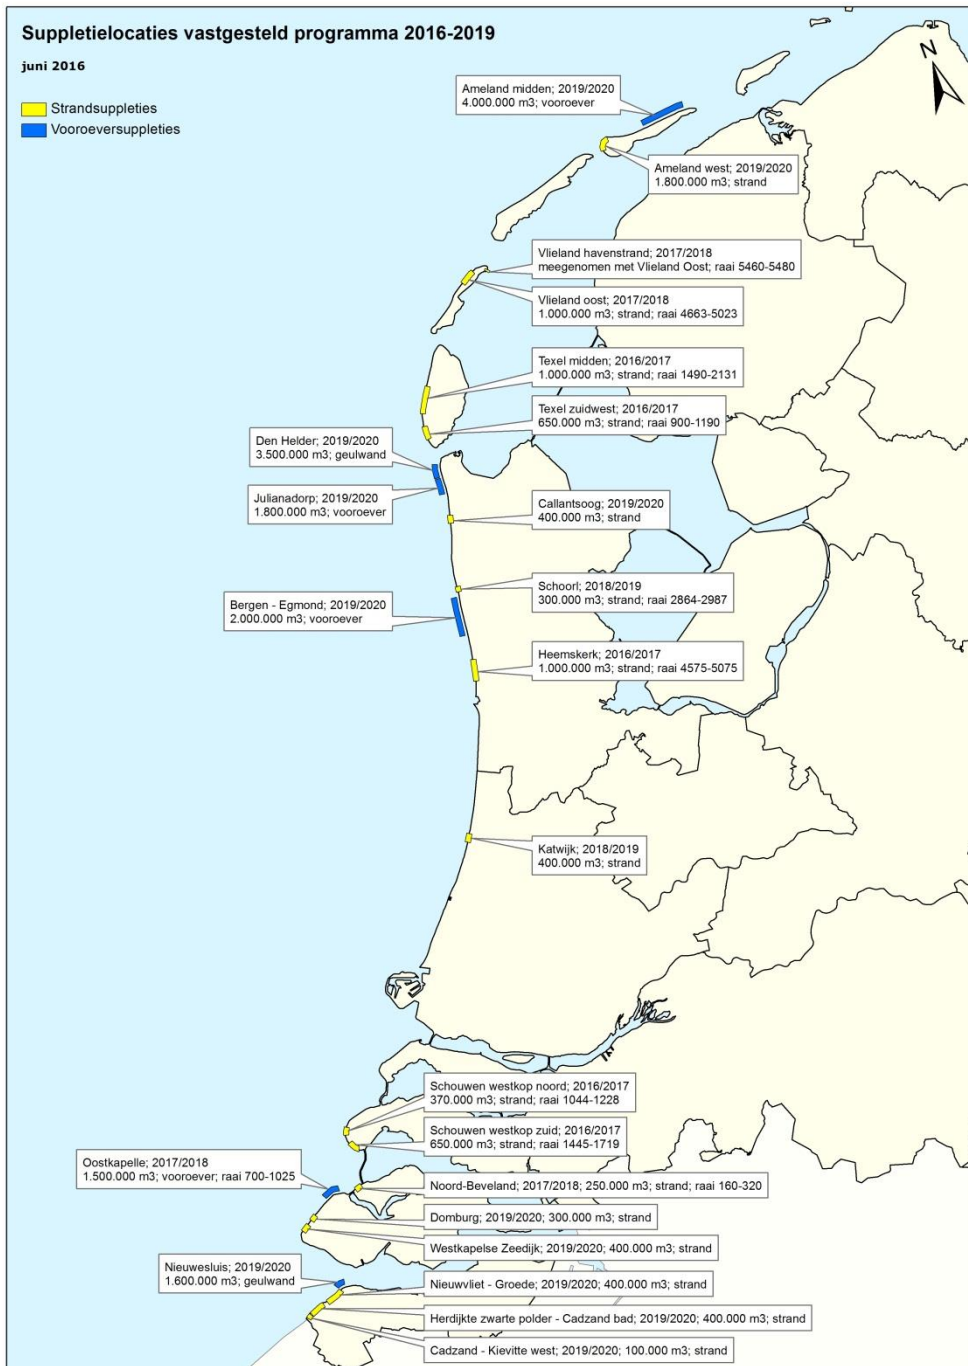 Suppletielocaties vastgesteld programma 2016-2019
juni 2016
Strandsuppleties
Vooroeversuppleties
N
Ameland midden; 2019/2020
4.000.000 m3; vooroever
Ameland west; 2019/2020
1.800.000 m3; strand
Vlieland havenstrand; 2017/2018
meegenomen met Vlieland Oost; raai 5460-5480
Vlieland oost; 2017/2018
1.000.000 m3; strand; raai 4663-5023
Texel midden; 2016/2017
1.000.000 m3; strand; raai 1490-2131
Texel zuidwest; 2016/2017
650.000 m3; strand; raai 900-1190
Den Helder; 2019/2020
3.500.000 m3; geulwand
Julianadorp; 2019/2020
1.800.000 m3; vooroever
Callantsoog; 2019/2020
400.000 m3; strand
Schoorl; 2018/2019
300.000 m3; strand; raai 2864-2987
Bergen - Egmond; 2019/2020
2.000.000 m3; vooroever
Heemskerk; 2016/2017
1.000.000 m3; strand; raai 4575-5075
Katwijk; 2018/2019
400.000 m3; strand
Schouwen westkop noord; 2016/2017
370.000 m3; strand; raai 1044-1228
Schouwen westkop zuid; 2016/2017
650.000 m3; strand; raai 1445-1719
Oostkapelle; 2017/2018
1.500.000 m3; vooroever; raai 700-1025
Noord-Beveland; 2017/2018; 250.000 m3; strand; raai 160-320
Domburg; 2019/2020; 300.000 m3; strand
Westkapelse Zeedijk; 2019/2020; 400.000 m3; strand
Nieuwesluis; 2019/2020
1.600.000 m3; geulwand
Nieuwvliet - Groede; 2019/2020; 400.000 m3; strand
Herdijkte zwarte polder - Cadzand bad; 2019/2020; 400.000 m3; strand
Cadzand - Kievitte west; 2019/2020; 100.000 m3; strand